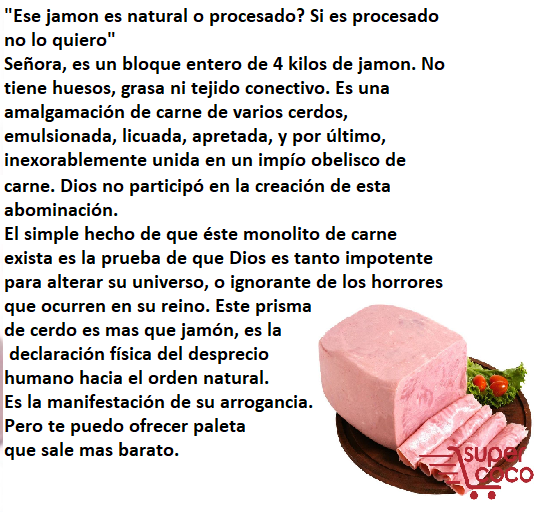 "Ese jamon es natural o procesado? Si es procesado
no lo quiero"
Señora, es un bloque entero de 4 kilos de jamon. No
tiene huesos, grasa ni tejido conectivo. Es una
amalgamación de carne de varios cerdos,
emulsionada, licuada, apretada, y por último,
inexorablemente unida en un impío obelisco de
carne. Dios no participó en la creación de esta
abominación.
El simple hecho de que éste monolito de carne
exista es la prueba de que Dios es tanto impotente
para alterar su universo, o ignorante de los horrores
que ocurren en su reino. Este prisma
de cerdo es mas que jamón, es la
declaración física del desprecio
humano hacia el orden natural.
Es la manifestación de su arrogancia.
Pero te puedo ofrecer paleta
que sale mas barato.
super
coco